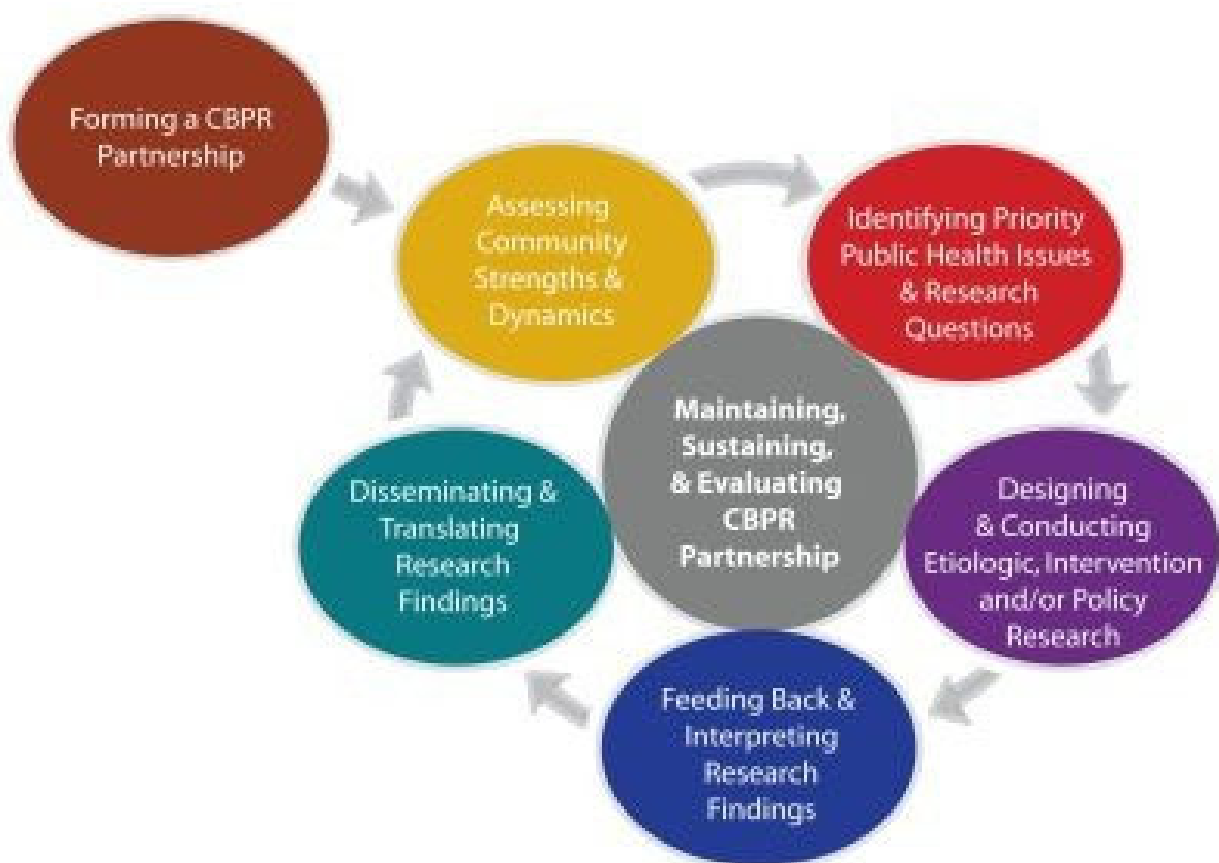 Forming a CBPR
Partnership
Assessing
Community
Strengths &
Dynamics
Identifying Priority
Public Health Issues
& Research
Questions
Maintaining,
Sustaining,
& Evaluating
CBPR
Partnership
Designing
& Conducting
Etiologic, Intervention
and/or Policy
Research
Feeding Back &
Interpreting
Research
Findings
Disseminating &
Translating
Research
Findings